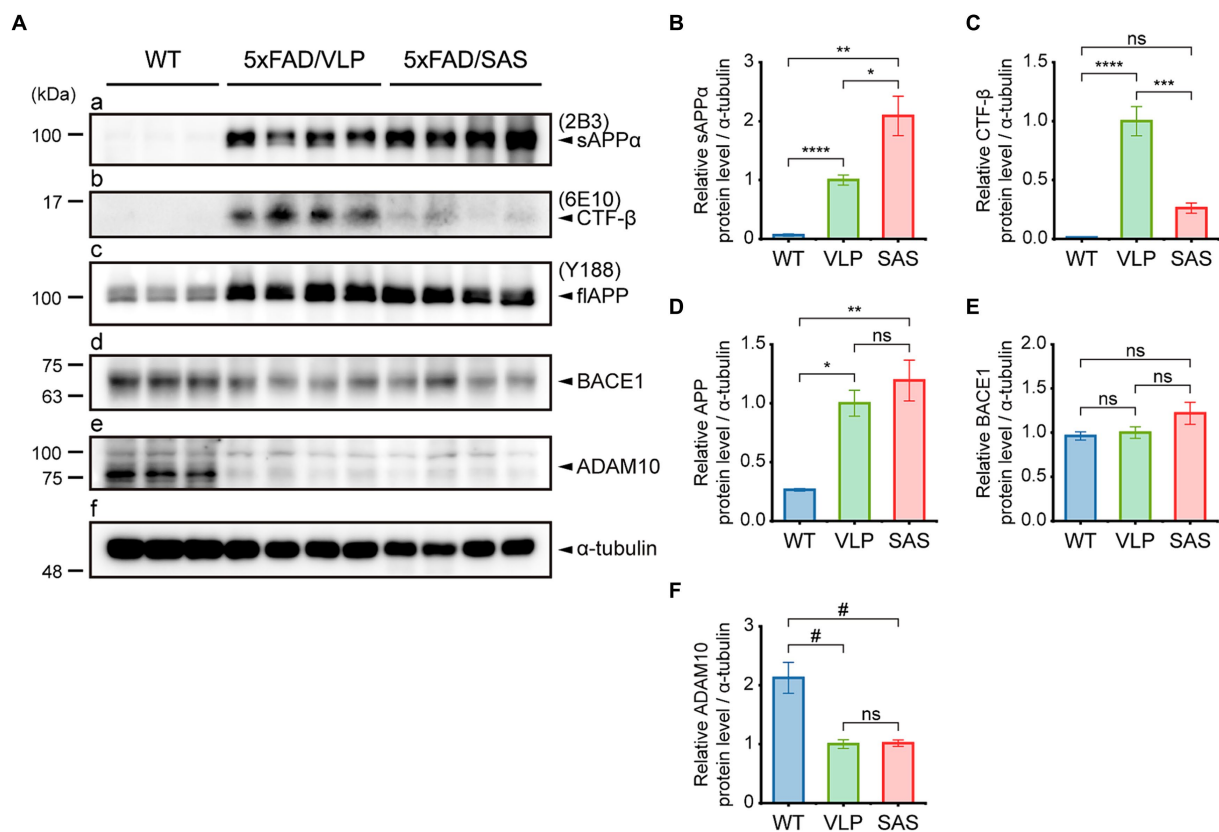 A
WT 5xFAD/VLP 5xFAD/SAS
(kDa)
a
100
(2B3)
sAPPα
b
17
(6E10)
CTF-β
c
100
(Y188)
flAPP
d
75
63
BACE1
e
100
75
ADAM10
f
48
α-tubulin
B
Relative sAPPα
protein level / α-tubulin
3
2
1
0
**
*
****
WT VLP SAS
C
Relative CTF-β
protein level / α-tubulin
1.5
1.0
0.5
0.0
ns
****
***
WT VLP SAS
D
Relative APP
protein level / α-tubulin
1.5
1.0
0.5
0.0
**
ns
*
WT VLP SAS
E
Relative BACE1
protein level / α-tubulin
2.0
1.5
1.0
1.0
0.0
ns
ns
ns
WT VLP SAS
F
Relative ADAM10
protein level / α-tubulin
3
2
1
0
#
#
ns
WT VLP SAS